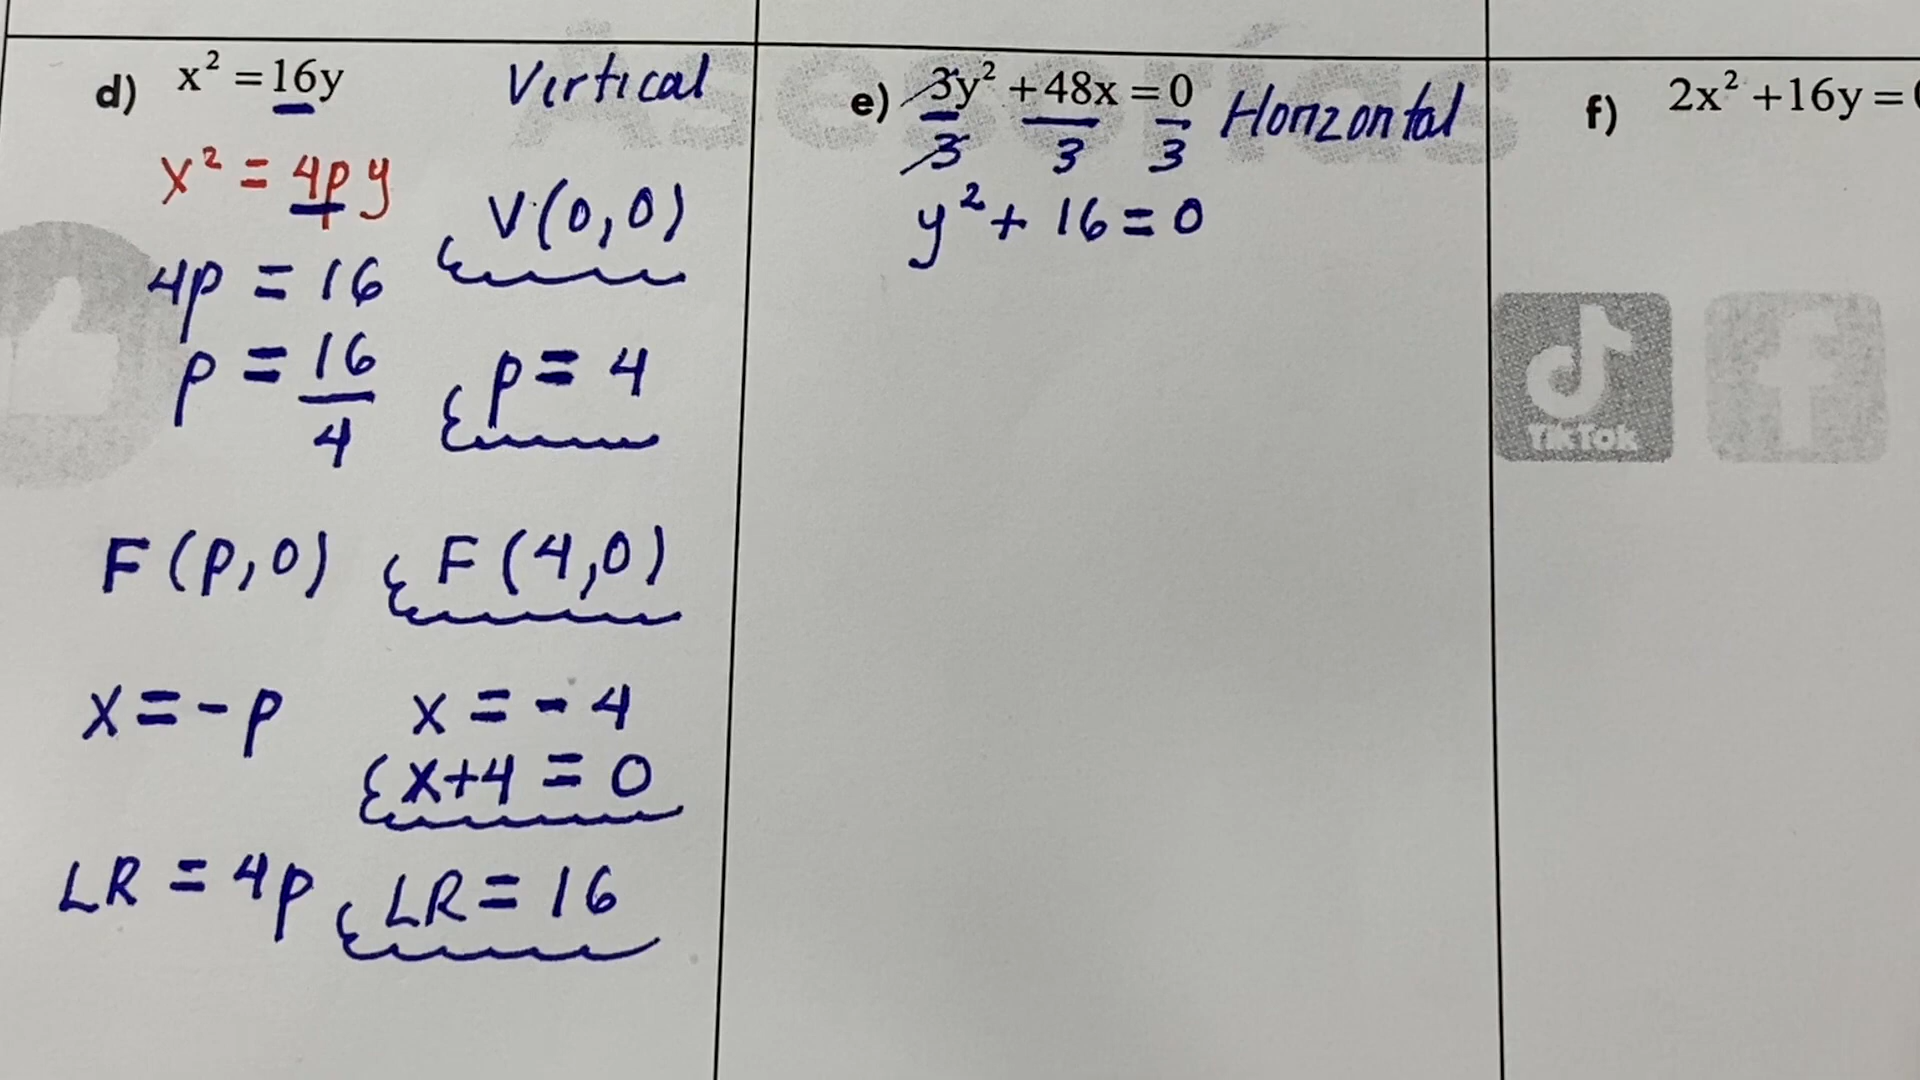 d) x² = 16y Vertical
x² = 4py
V(0,0)
4p = 16
p = 16/4 p = 4
F(p,0) F(4,0)
x = -p x = -4
x+4 = 0
LR = 4p LR = 16
e) 3y² + 48x = 0 Horizontal
3 3 3
y² + 16 = 0
f) 2x² + 16y =
Asesorías
TikTok
f